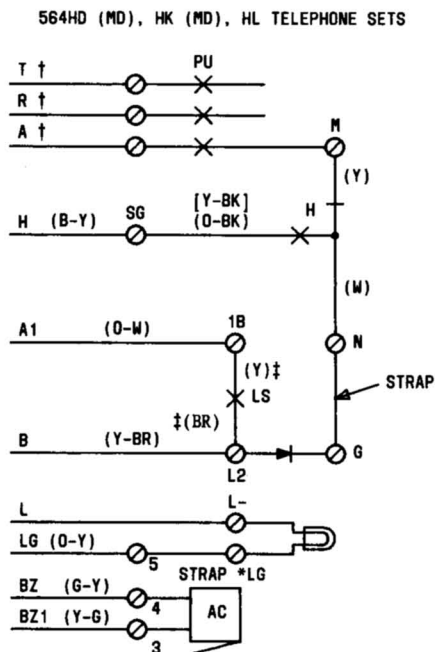 564HD (MD), HK (MD), HL TELEPHONE SETS
T † PU
R †
A † M
(Y)
[Y-BK] H
H (B-Y) SG (O-BK)
(W)
A1 (O-W) 1B N
(Y)‡ STRAP
LS
‡(BR)
B (Y-BR) G
L2
L L-
LG (O-Y)
5
STRAP *LG
BZ (G-Y) 4 AC
BZ1 (Y-G)
3